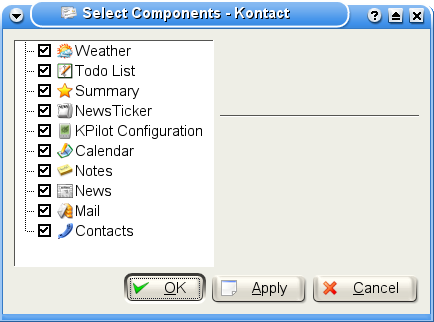 Select Components - Kontact
Weather
Todo List
Summary
NewsTicker
KPilot Configuration
Calendar
Notes
News
Mail
Contacts
OK
Apply
Cancel